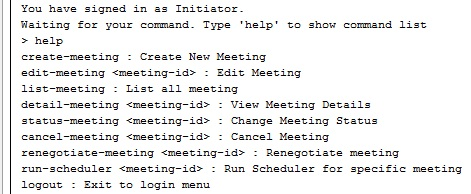 You have signed in as Initiator.
Waiting for your command. Type 'help' to show command list
> help
create-meeting : Create New Meeting
edit-meeting <meeting-id> : Edit Meeting
list-meeting : List all meeting
detail-meeting <meeting-id> : View Meeting Details
status-meeting <meeting-id> : Change Meeting Status
cancel-meeting <meeting-id> : Cancel Meeting
renegotiate-meeting <meeting-id> : Renegotiate meeting
run-scheduler <meeting-id> : Run Scheduler for specific meeting
logout : Exit to login menu